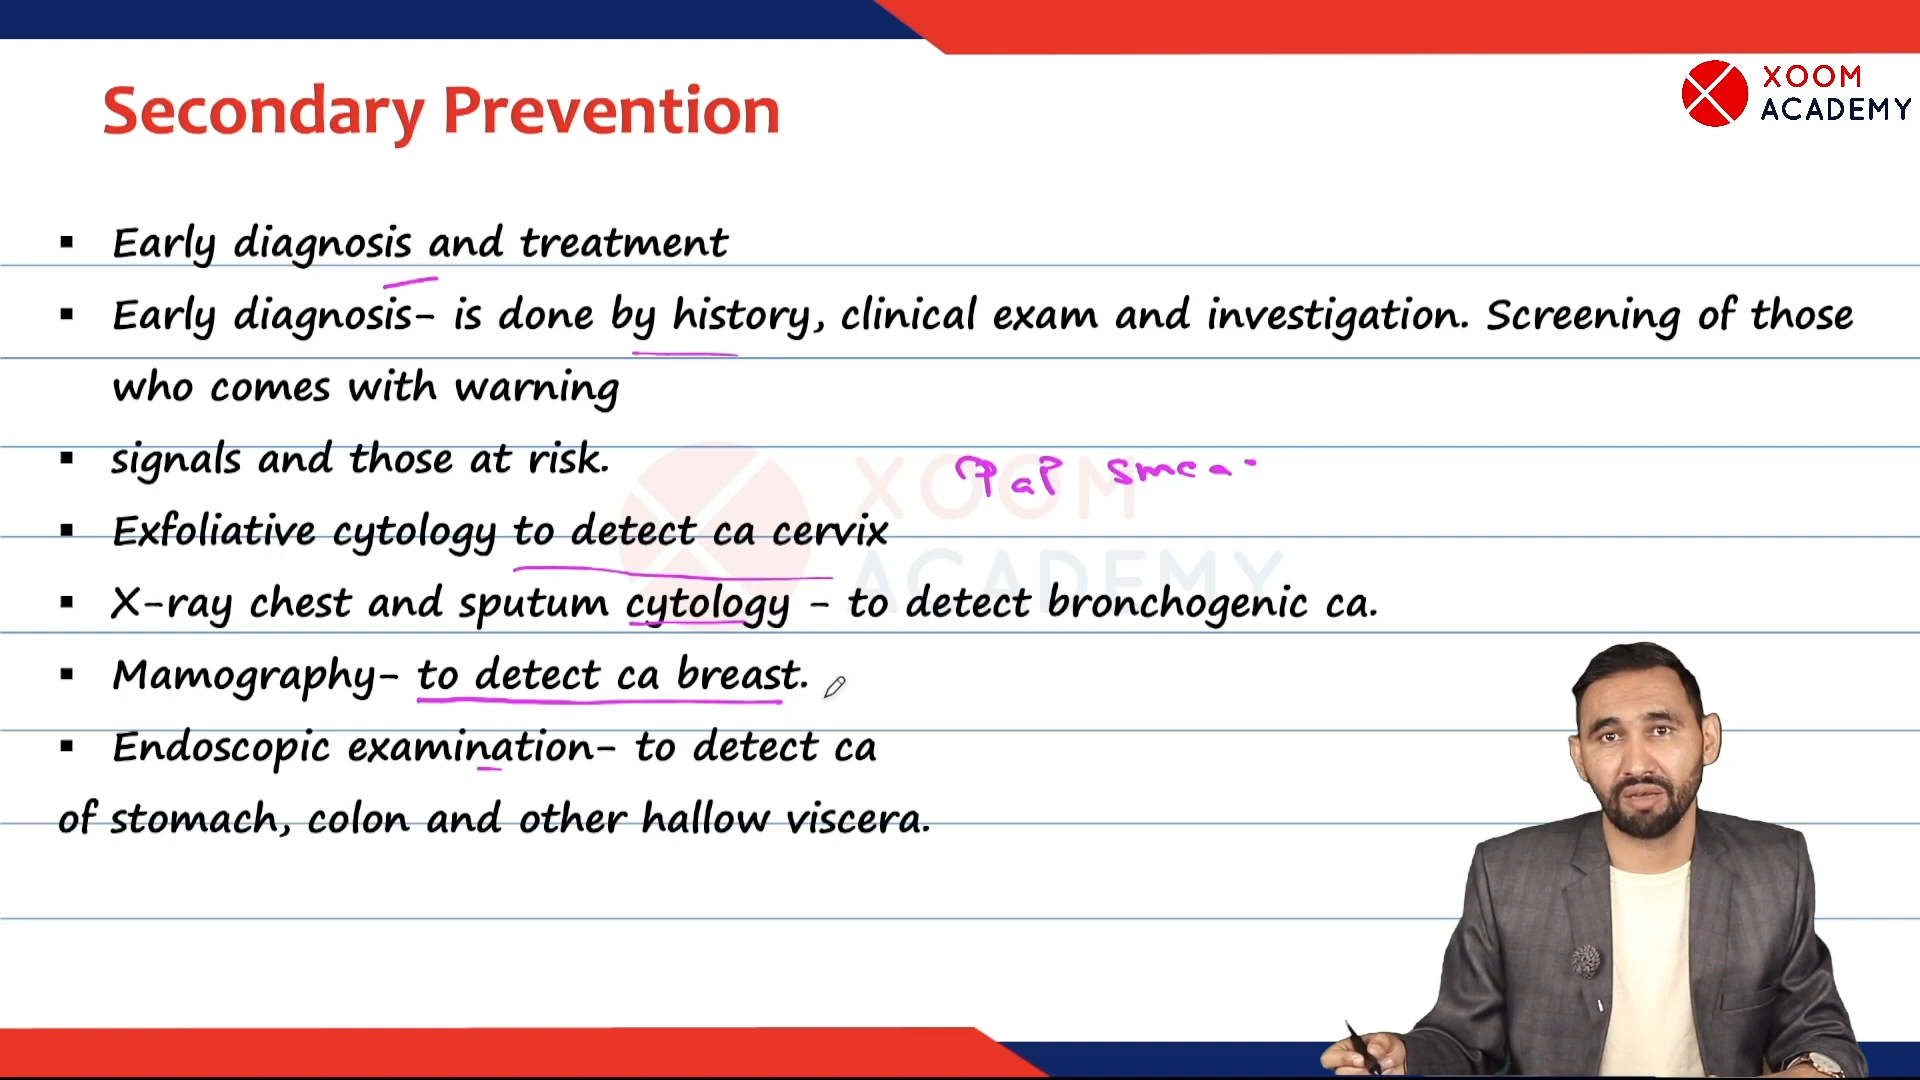 XOOM
ACADEMY
Secondary Prevention
▪ Early diagnosis and treatment
▪ Early diagnosis- is done by history, clinical exam and investigation. Screening of those
who comes with warning
▪ signals and those at risk.
Pap smear
▪ Exfoliative cytology to detect ca cervix
▪ X-ray chest and sputum cytology - to detect bronchogenic ca.
▪ Mamography- to detect ca breast.
▪ Endoscopic examination- to detect ca
of stomach, colon and other hallow viscera.
XOOM
ACADEMY